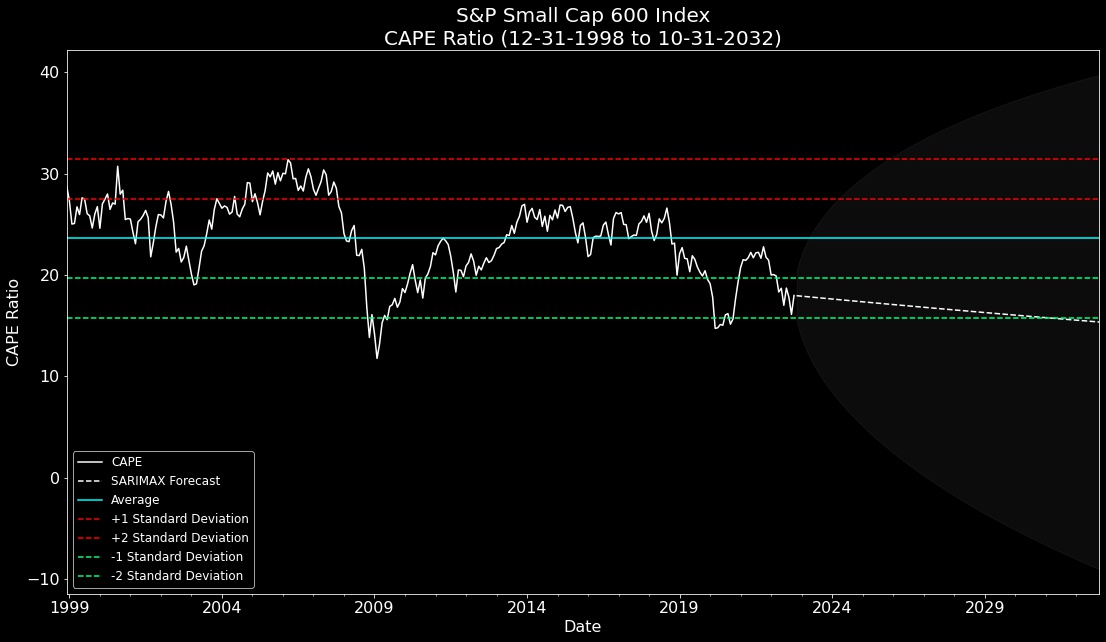 S&P Small Cap 600 Index
CAPE Ratio (12-31-1998 to 10-31-2032)
CAPE Ratio
40
30
20
10
0
−10
CAPE
SARIMAX Forecast
Average
+1 Standard Deviation
+2 Standard Deviation
-1 Standard Deviation
-2 Standard Deviation
1999 2004 2009 2014 2019 2024 2029
Date